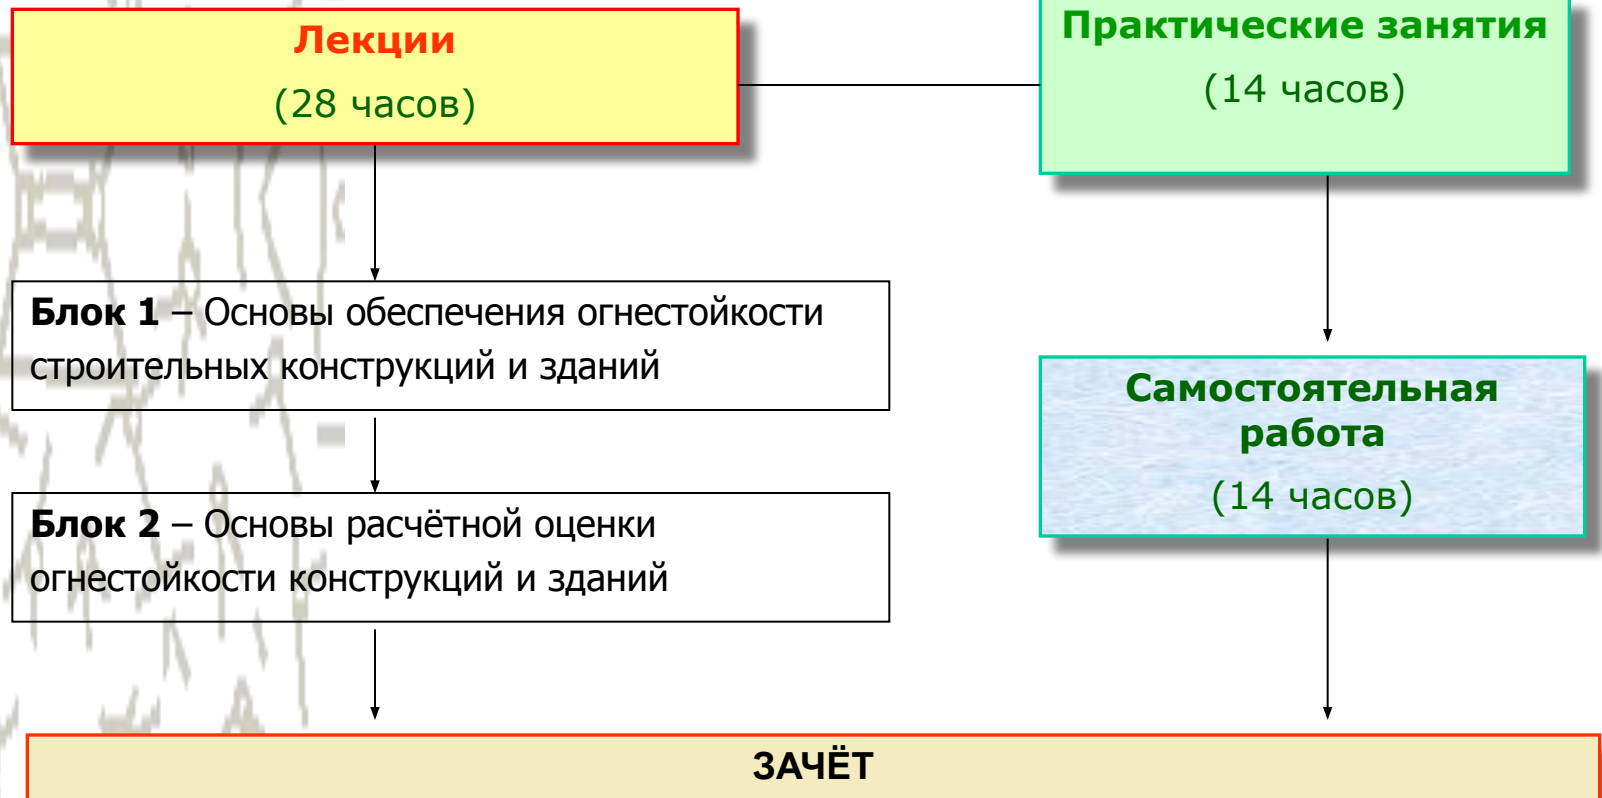 Лекции
(28 часов)
Практические занятия
(14 часов)
Блок 1 – Основы обеспечения огнестойкости
строительных конструкций и зданий
Самостоятельная
работа
(14 часов)
Блок 2 – Основы расчётной оценки
огнестойкости конструкций и зданий
ЗАЧЁТ